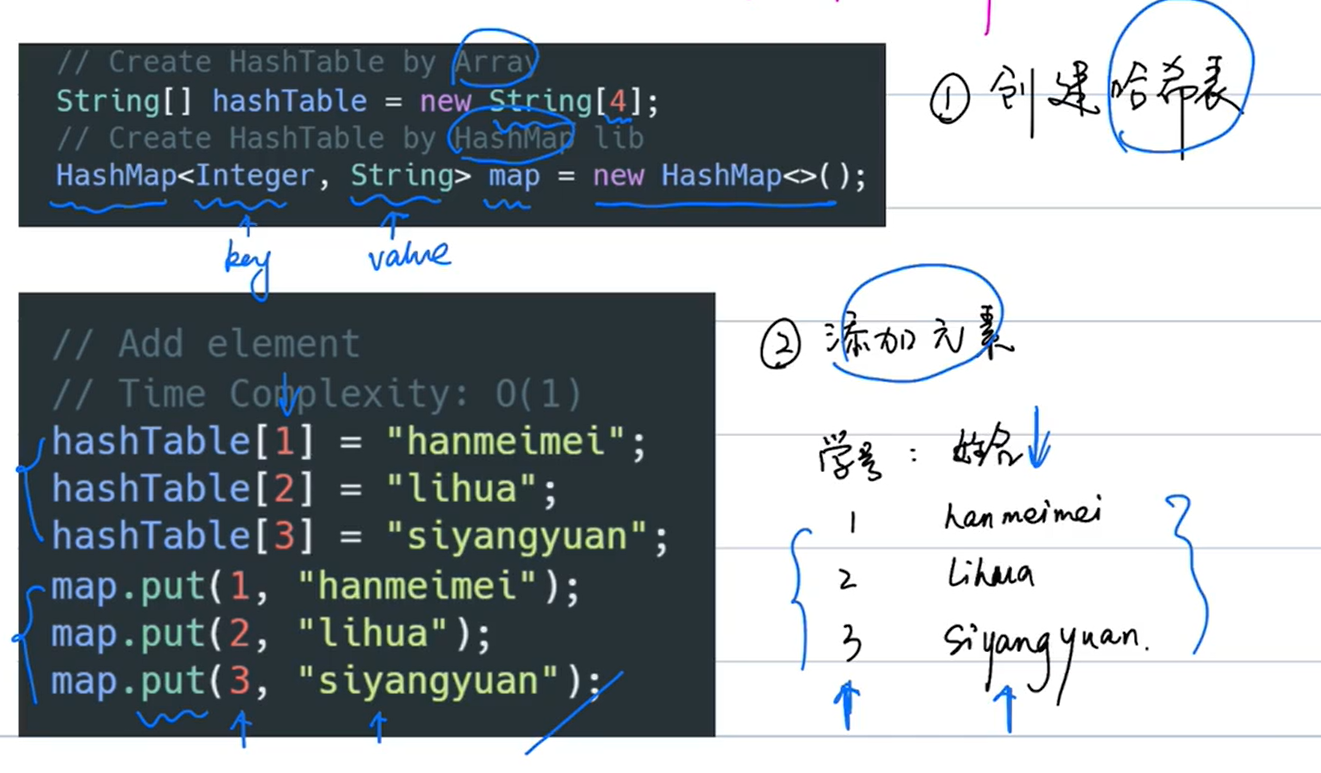 // Create HashTable by Array
String[] hashTable = new String[4];
// Create HashTable by HashMap lib
HashMap<Integer, String> map = new HashMap<>();
key value
① 创建哈希表
// Add element
// Time Complexity: O(1)
hashTable[1] = "hanmeimei";
hashTable[2] = "lihua";
hashTable[3] = "siyangyuan";
map.put(1, "hanmeimei");
map.put(2, "lihua");
map.put(3, "siyangyuan");
② 添加元素
学号 : 姓名
1 hanmeimei
2 Lihua
3 Siyangyuan.